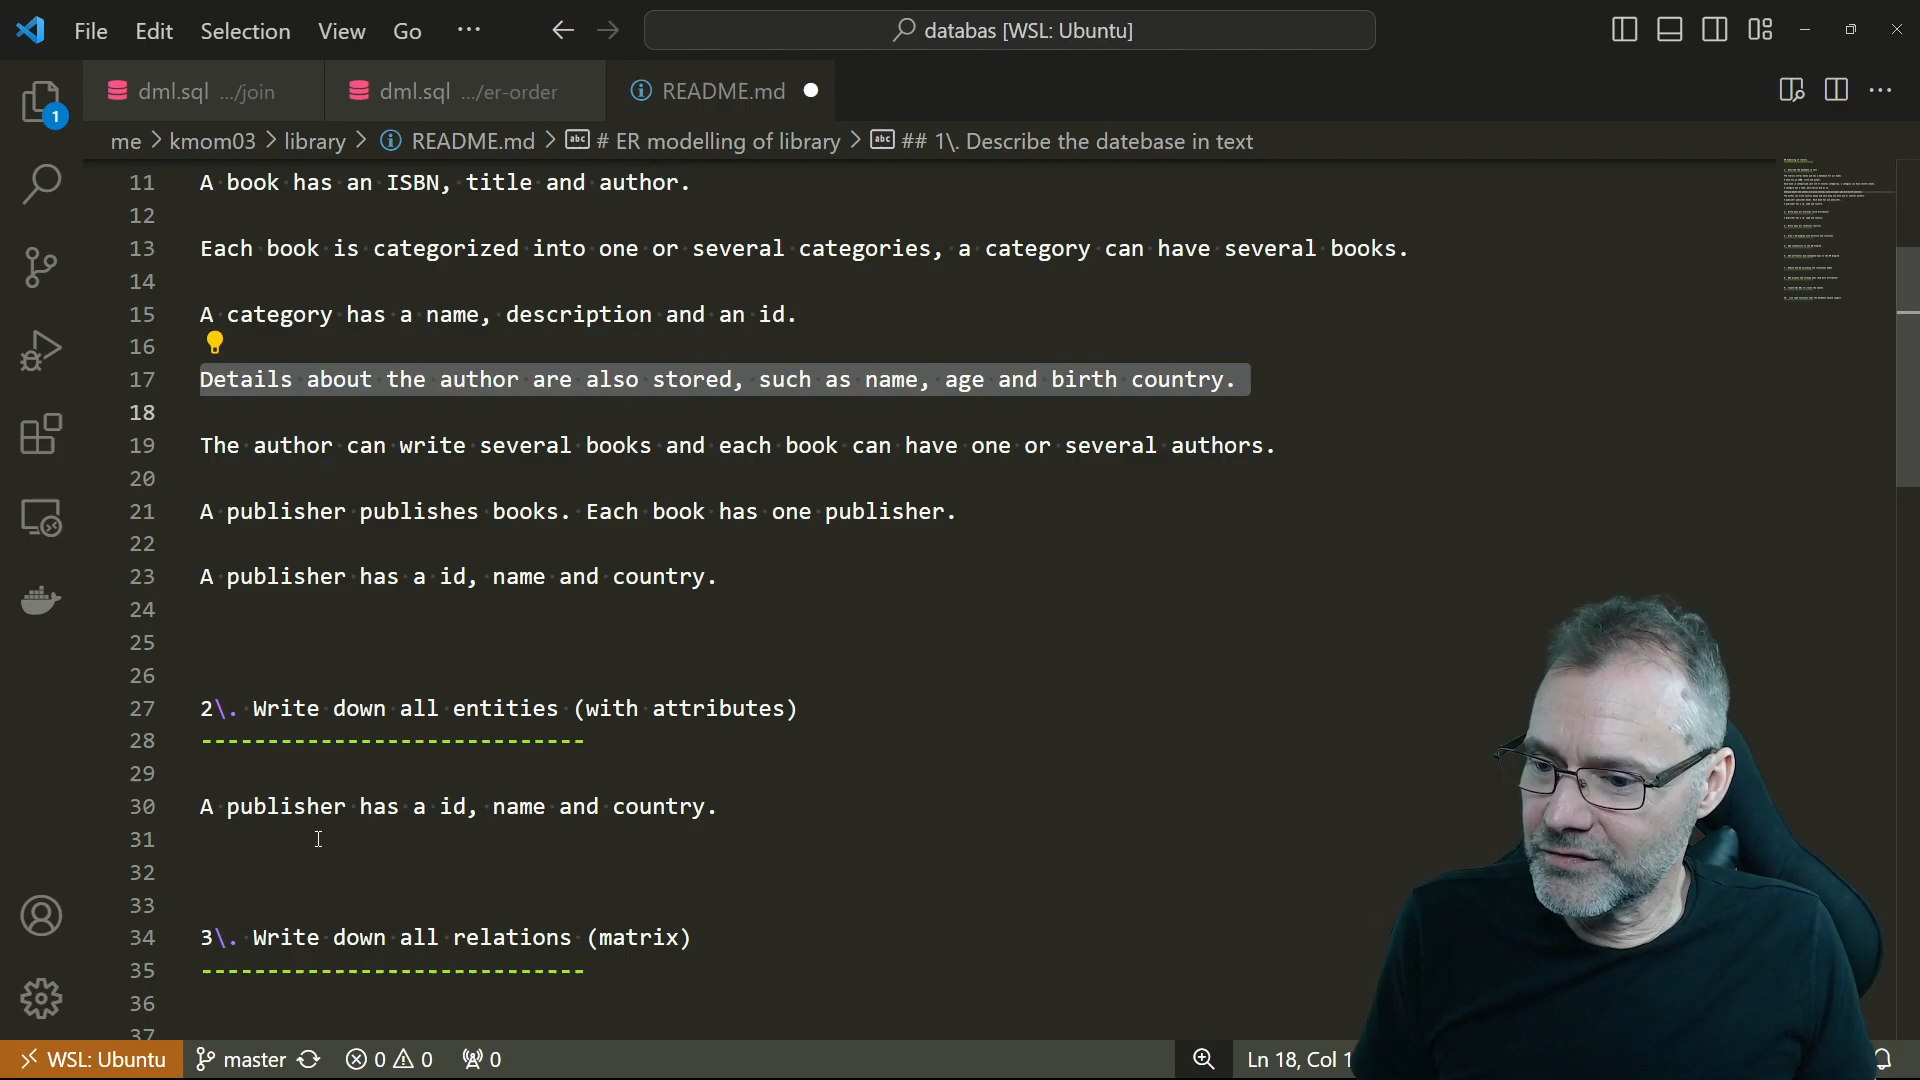 File Edit Selection View Go ···
databas [WSL: Ubuntu]
1
dml.sql .../join
dml.sql .../er-order
README.md
me > kmom03 > library > README.md > # ER modelling of library > ## 1\. Describe the datebase in text
11 A book has an ISBN, title and author.
12
13 Each book is categorized into one or several categories, a category can have several books.
14
15 A category has a name, description and an id.
16
17 Details about the author are also stored, such as name, age and birth country.
18
19 The author can write several books and each book can have one or several authors.
20
21 A publisher publishes books. Each book has one publisher.
22
23 A publisher has a id, name and country.
24
25
26
27 2\. Write down all entities (with attributes)
28 -----------------------------
29
30 A publisher has a id, name and country.
31
32
33
34 3\. Write down all relations (matrix)
35 -----------------------------
36
37
WSL: Ubuntu master 0 0 0 Ln 18, Col 1